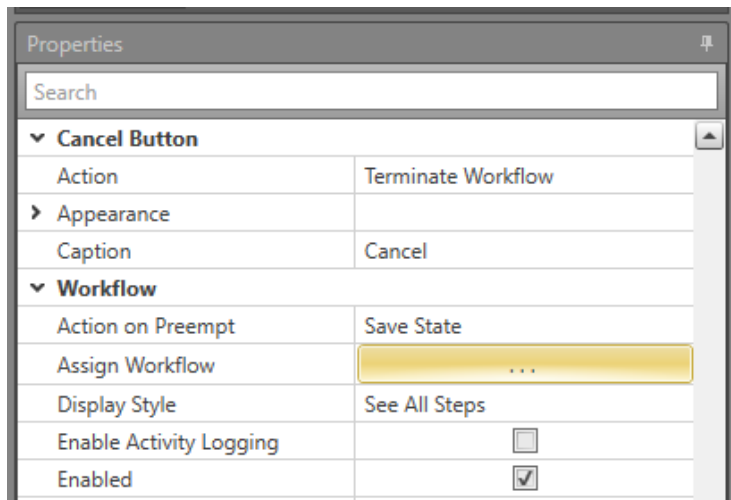 Properties
Search
Cancel Button
Action Terminate Workflow
Appearance
Caption Cancel
Workflow
Action on Preempt Save State
Assign Workflow ...
Display Style See All Steps
Enable Activity Logging
Enabled